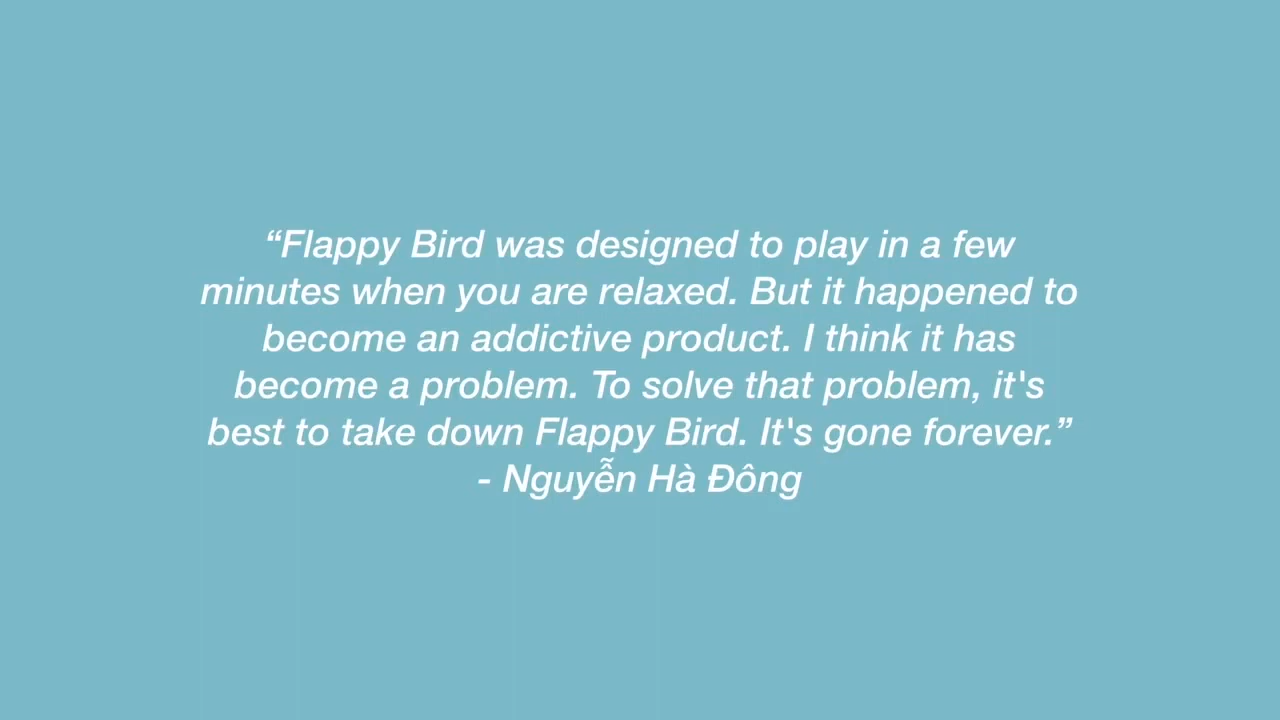 “Flappy Bird was designed to play in a few
minutes when you are relaxed. But it happened to
become an addictive product. I think it has
become a problem. To solve that problem, it's
best to take down Flappy Bird. It's gone forever.”
- Nguyễn Hà Đông